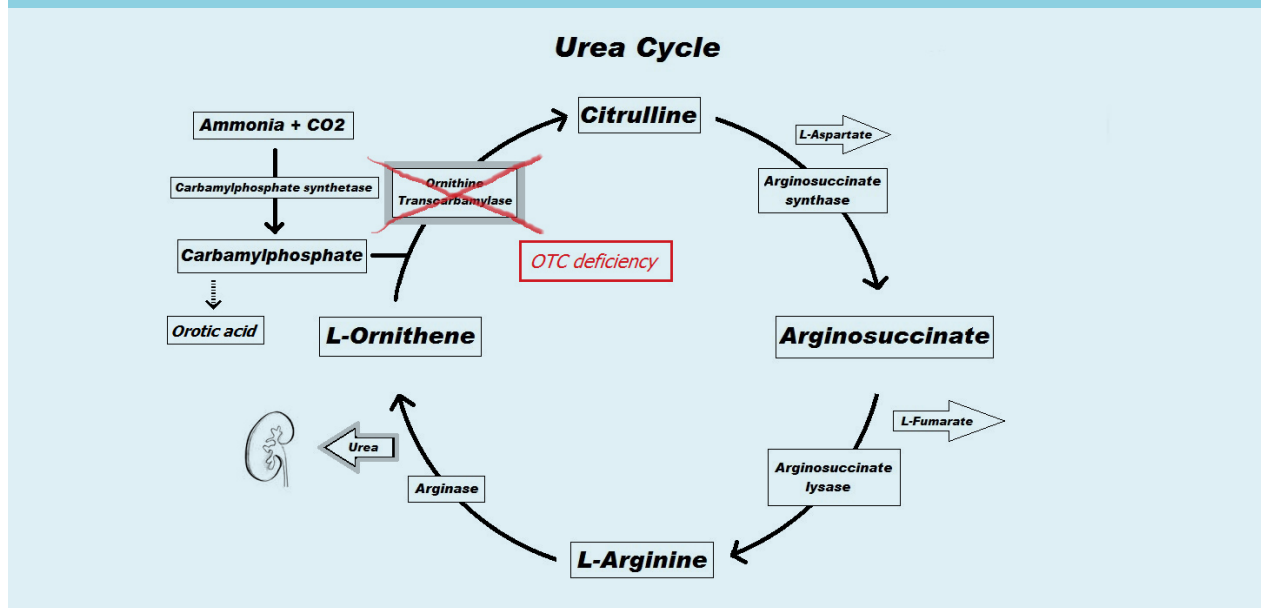 Urea Cycle
Citrulline
Ammonia + CO2
L-Aspartate
Carbamylphosphate synthetase
Ornithine
Transcarbamylase
Arginosuccinate
synthase
Carbamylphosphate
OTC deficiency
Orotic acid
L-Ornithene
Arginosuccinate
L-Fumarate
Urea
Arginosuccinate
lysase
Arginase
L-Arginine